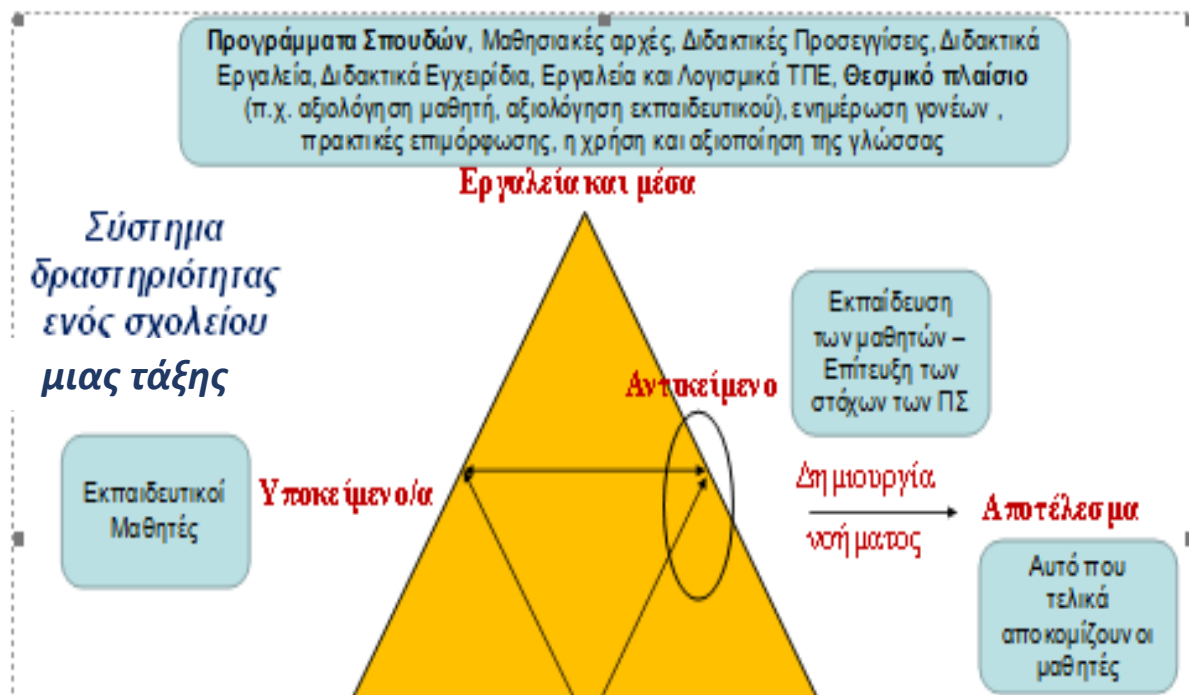 Προγράμματα Σπουδών, Μαθησιακές αρχές, Διδακτικές Προσεγγίσεις, Διδακτικά
Εργαλεία, Διδακτικά Εγχειρίδια, Εργαλεία και Λογισμικά ΤΠΕ, Θεσμικό πλαίσιο
(π.χ. αξιολόγηση μαθητή, αξιολόγηση εκπαιδευτικού), ενημέρωση γονέων ,
πρακτικές επιμόρφωσης, η χρήση και αξιοποίηση της γλώσσας
Εργαλεία και μέσα
Σύστημα
δραστηριότητας
ενός σχολείου
μιας τάξης
Εκπαίδευση
των μαθητών –
Επίτευξη των
στόχων των ΠΣ
Αντικείμενο
Εκπαιδευτικοί
Μαθητές
Υποκείμενο/α
Δημιουργία
νοήματος
Αποτέλεσμα
Αυτό που
τελικά
αποκομίζουν οι
μαθητές